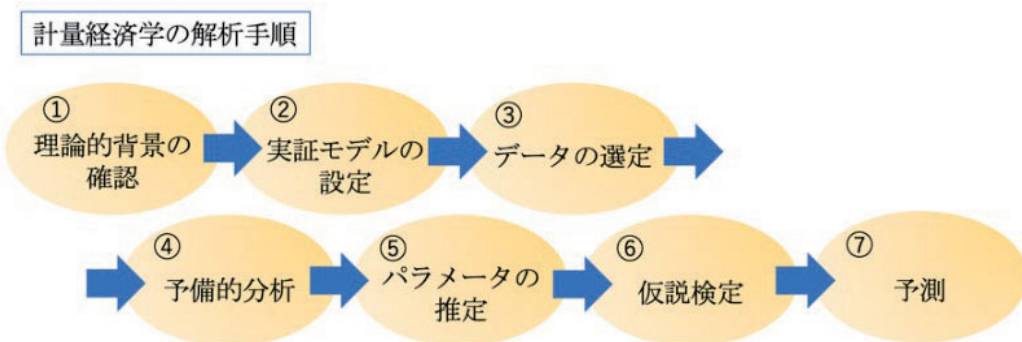 計量経済学の解析手順
①
理論的背景の
確認
②
実証モデルの
設定
③
データの選定
④
予備的分析
⑤
パラメータの
推定
⑥
仮説検定
⑦
予測